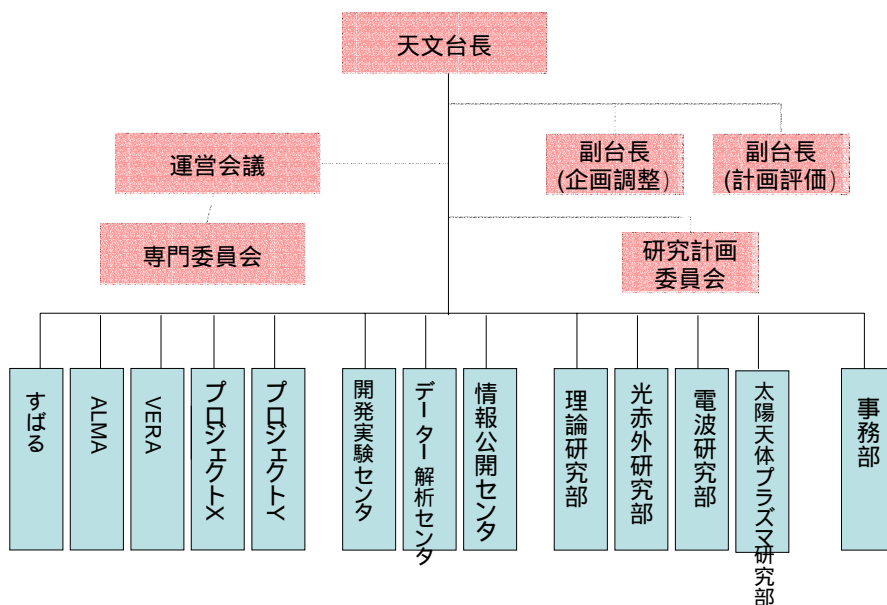 天文台長
運営会議
副台長
(企画調整)
副台長
(計画評価)
専門委員会
研究計画
委員会
すばる
ALMA
VERA
プロジェクトX
プロジェクトY
開発実験センタ
データー解析センタ
情報公開センタ
理論研究部
光赤外研究部
電波研究部
太陽天体プラズマ研究部
事務部